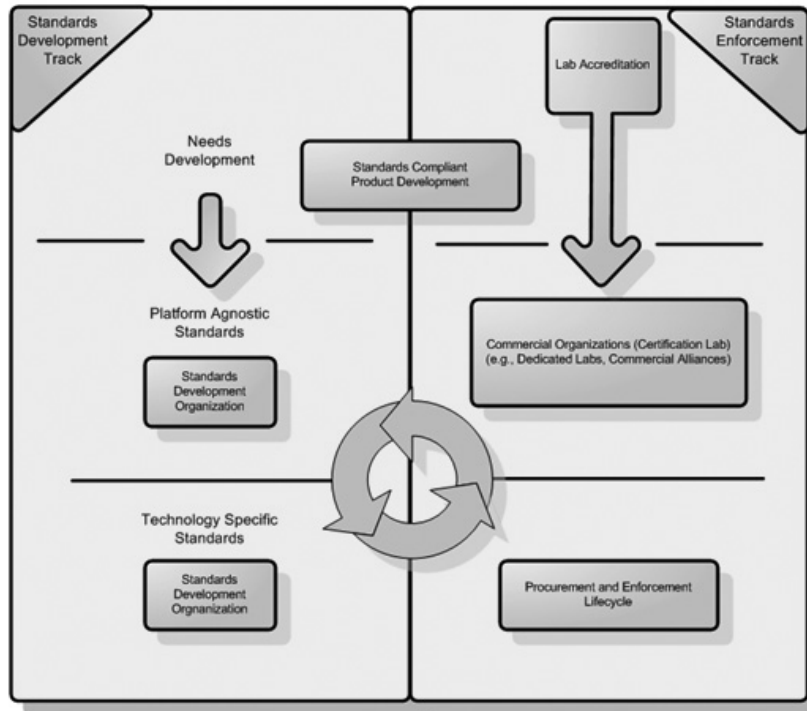 Standards
Development
Track
Standards
Enforcement
Track
Lab Accreditation
Needs
Development
Standards Compliant
Product Development
Platform Agnostic
Standards
Standards
Development
Organization
Commercial Organizations (Certification Lab)
(e.g., Dedicated Labs, Commercial Alliances)
Technology Specific
Standards
Standards
Development
Orgnanization
Procurement and Enforcement
Lifecycle